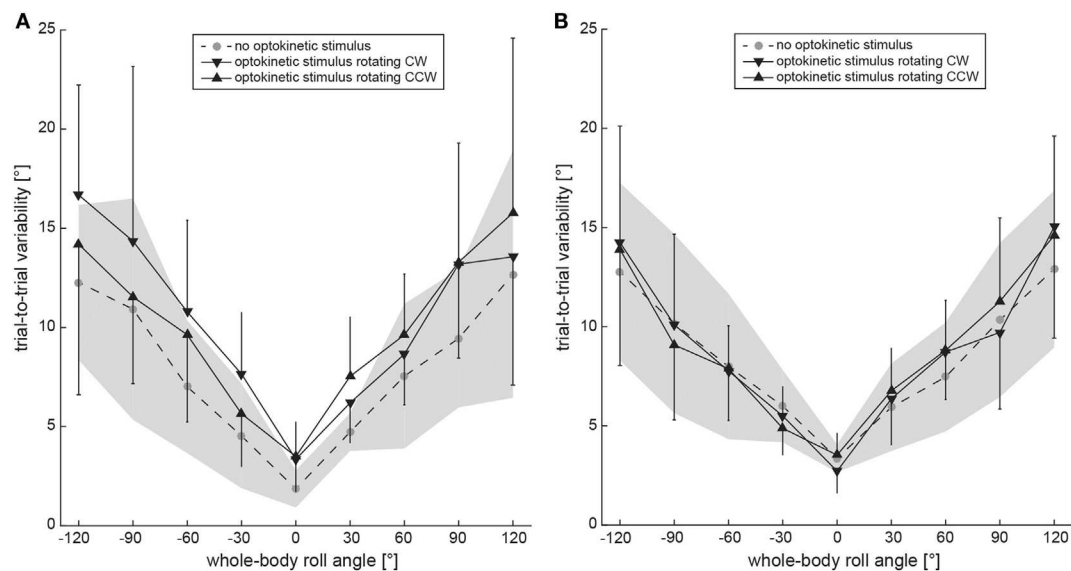 A
25
20
15
10
5
0
trial-to-trial variability [°]
no optokinetic stimulus
optokinetic stimulus rotating CW
optokinetic stimulus rotating CCW
-120 -90 -60 -30 0 30 60 90 120
whole-body roll angle [°]
B
25
20
15
10
5
0
trial-to-trial variability [°]
no optokinetic stimulus
optokinetic stimulus rotating CW
optokinetic stimulus rotating CCW
-120 -90 -60 -30 0 30 60 90 120
whole-body roll angle [°]